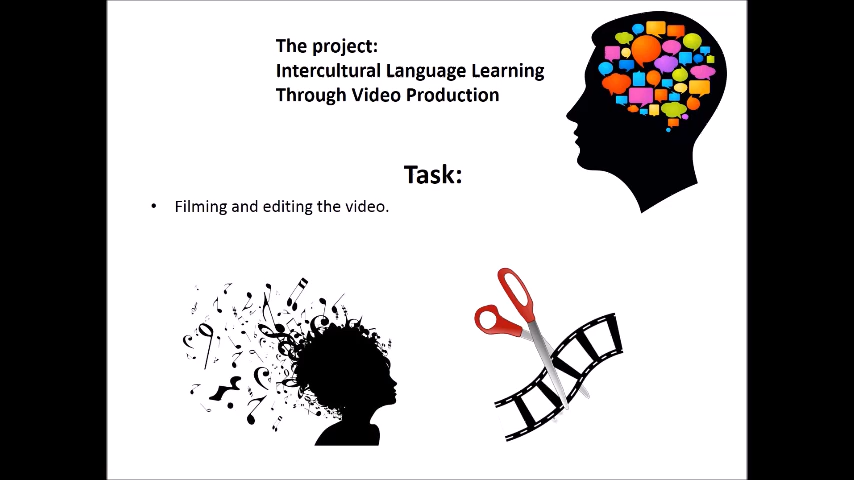 The project:
Intercultural Language Learning
Through Video Production
Task:
• Filming and editing the video.